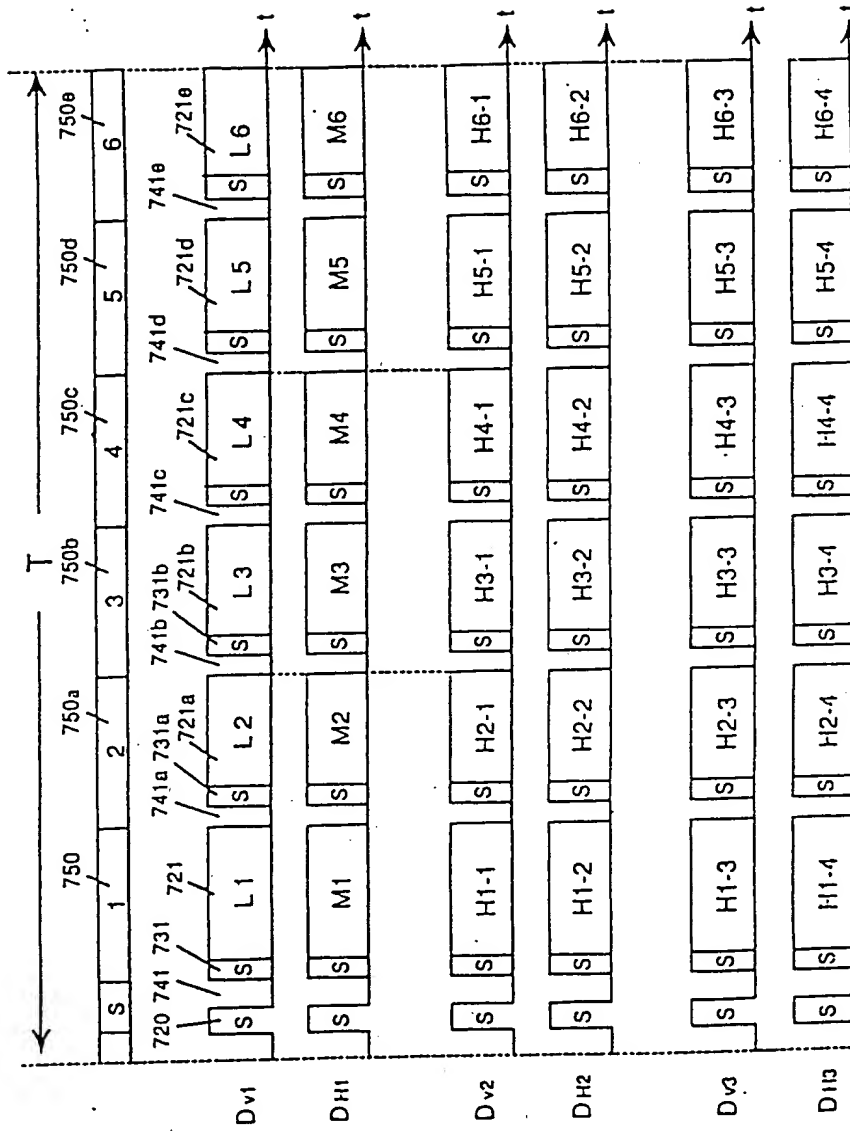 T
750 750a 750b 750c 750d 750e
S 1 2 3 4 5 6
720 741 731 721 741a 731a 721a 741b 731b 721b 741c 721c 741d 721d 741e 721e
Dv1 S S L1 S L2 S L3 S L4 S L5 S L6 t
DH1 S S M1 S M2 S M3 S M4 S M5 S M6 t
Dv2 S S H1-1 S H2-1 S H3-1 S H4-1 S H5-1 S H6-1 t
DH2 S S H1-2 S H2-2 S H3-2 S H4-2 S H5-2 S H6-2 t
Dv3 S S H1-3 S H2-3 S H3-3 S H4-3 S H5-3 S H6-3 t
DH3 S S H1-4 S H2-4 S H3-4 S H4-4 S H5-4 S H6-4 t